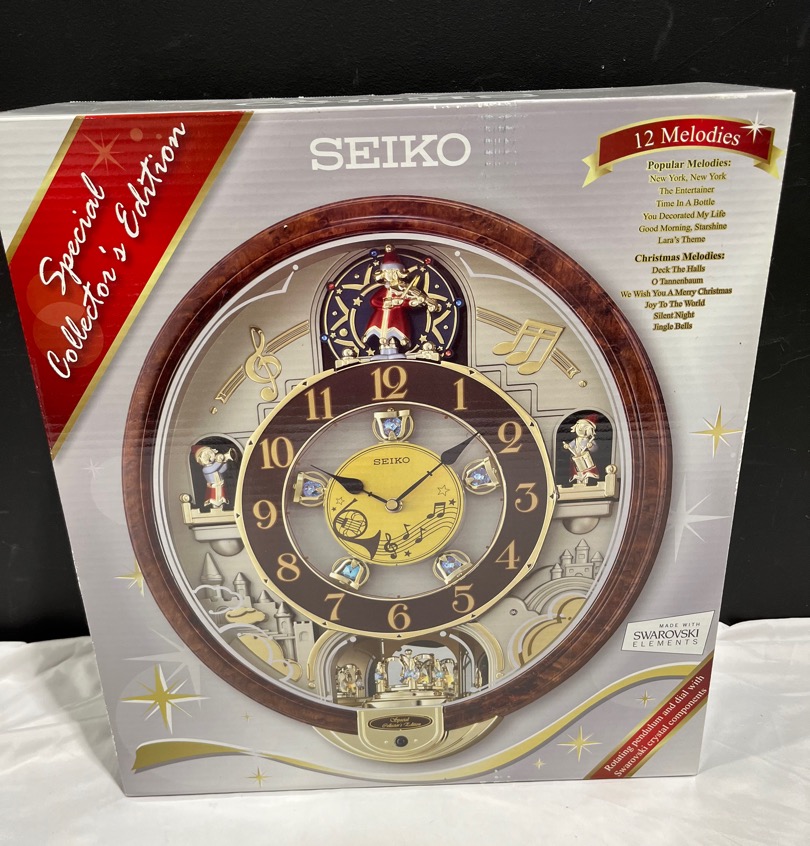 Special
Collector's Edition
SEIKO
12 Melodies
Popular Melodies:
New York, New York
The Entertainer
Time In A Bottle
You Decorated My Life
Good Morning, Starshine
Lara's Theme
Christmas Melodies:
Deck The Halls
O Tannenbaum
We Wish You A Merry Christmas
Joy To The World
Silent Night
Jingle Bells
12
1
2
3
4
5
6
7
8
9
10
11
SEIKO
MADE WITH
SWAROVSKI
ELEMENTS
Special
Collector's Edition
Rotating pendulum and dial with
Swarovski crystal components